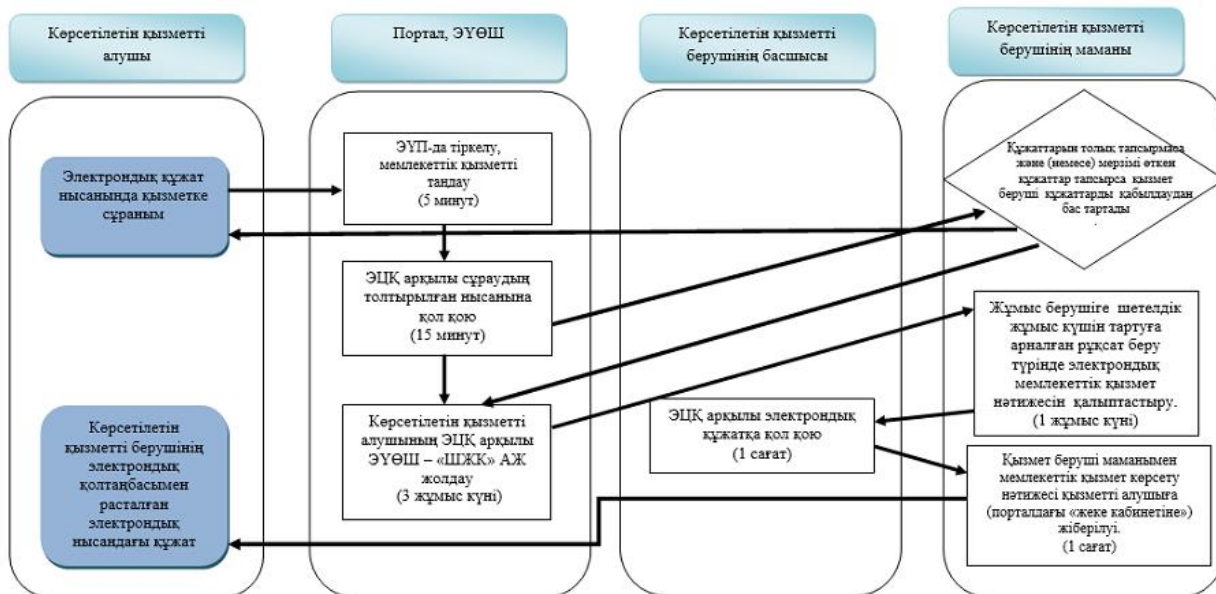 Көрсетілетін қызметті
алушы
Портал, ЭҮӨШ
Көрсетілетін қызметті
берушінің басшысы
Көрсетілетін қызметті
берушінің маманы
Электрондық құжат
нысанында қызметке
сұраным
ЭҮП-да тіркелу,
мемлекеттік қызметті
таңдау
(5 минут)
Құжаттарын толық тапсырмаса
және (немесе) мерзімі өткен
құжаттар тапсырса қызмет
беруші құжаттарды қабылдаудан
бас тартады
.
ЭЦҚ арқылы сұраудың
толтырылған нысанына
қол қою
(15 минут)
Жұмыс берушіге шетелдік
жұмыс күшін тартуға
арналған рұқсат беру
түрінде электрондық
мемлекеттік қызмет
нәтижесін қалыптастыру.
(1 жұмыс күні)
Көрсетілетін қызметті
алушының ЭЦҚ арқылы
ЭҮӨШ – «ШЖК» АЖ
жолдау
(3 жұмыс күні)
ЭЦҚ арқылы электрондық
құжатқа қол қою
(1 сағат)
Көрсетілетін
қызметті берушінің
электрондық
қолтаңбасымен
расталған
электрондық
нысандағы құжат
Қызмет беруші маманымен
мемлекеттік қызмет көрсету
нәтижесі қызметті алушыға
(порталдағы «жеке кабинетіне»)
жіберілуі.
(1 сағат)